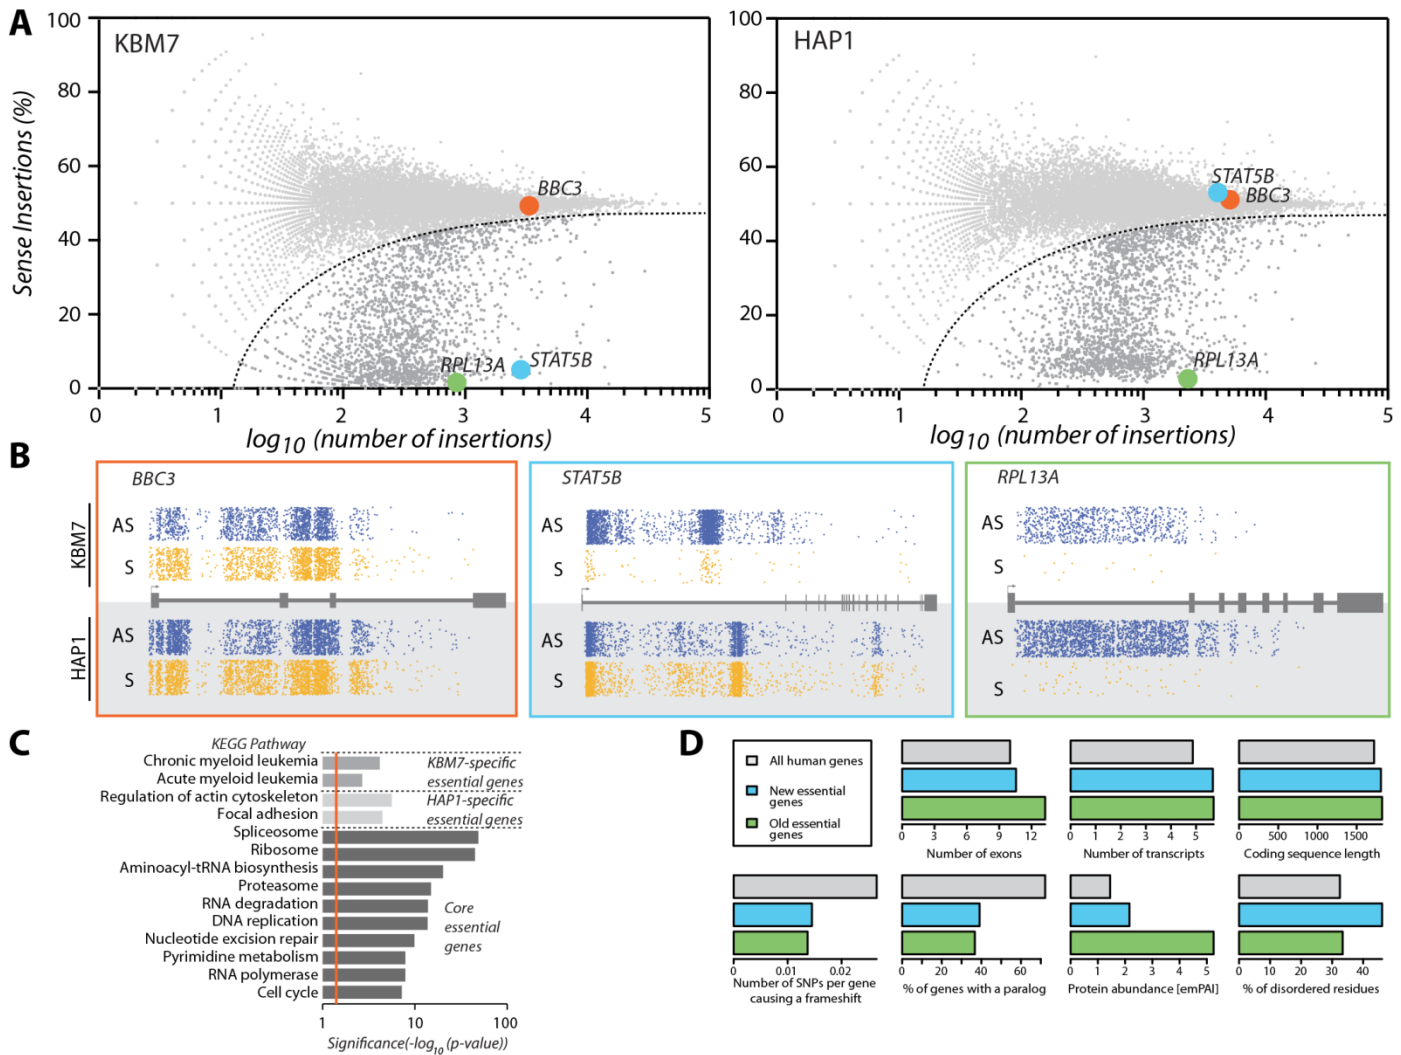 A
KBM7
HAP1
100
80
60
40
20
0
Sense Insertions (%)
BBC3
RPL13A
STAT5B
0 1 2 3 4 5
log10 (number of insertions)
100
80
60
40
20
0
STAT5B
BBC3
RPL13A
0 1 2 3 4 5
log10 (number of insertions)
B
BBC3
STAT5B
RPL13A
KBM7
AS
S
AS
S
AS
S
HAP1
AS
S
AS
S
AS
S
C
KEGG Pathway
Chronic myeloid leukemia
Acute myeloid leukemia
KBM7-specific
essential genes
Regulation of actin cytoskeleton
Focal adhesion
HAP1-specific
essential genes
Spliceosome
Ribosome
Aminoacyl-tRNA biosynthesis
Proteasome
RNA degradation
DNA replication
Nucleotide excision repair
Pyrimidine metabolism
RNA polymerase
Cell cycle
Core
essential
genes
1 10 100
Significance(-log10 (p-value))
D
All human genes
New essential
genes
Old essential
genes
0 3 6 9 12
Number of exons
0 1 2 3 4 5
Number of transcripts
0 500 1000 1500
Coding sequence length
0 0.01 0.02
Number of SNPs per gene
causing a frameshift
0 20 40 60
% of genes with a paralog
0 1 2 3 4 5
Protein abundance [emPAI]
0 10 20 30 40
% of disordered residues